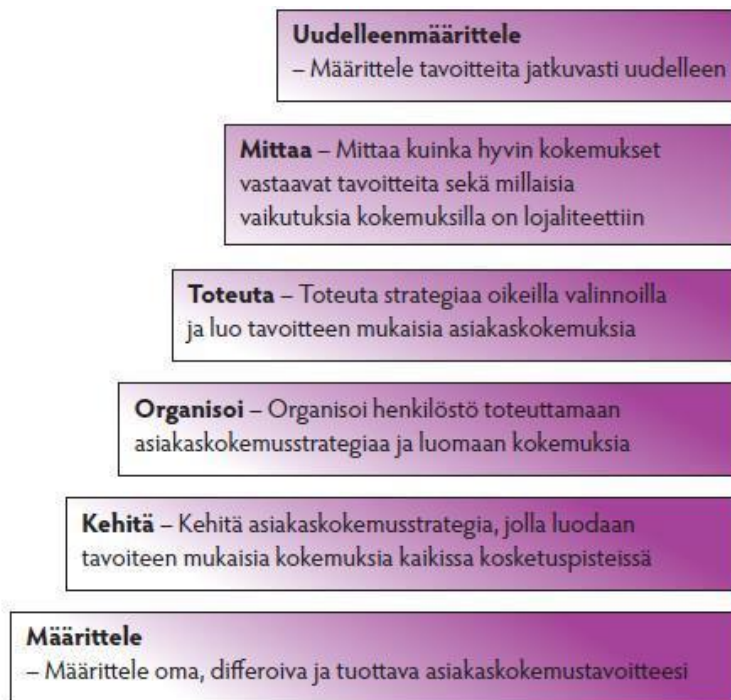 Uudelleenmäärittele
– Määrittele tavoitteita jatkuvasti uudelleen
Mittaa – Mittaa kuinka hyvin kokemukset
vastaavat tavoitteita sekä millaisia
vaikutuksia kokemuksilla on lojaliteettiin
Toteuta – Toteuta strategiaa oikeilla valinnoilla
ja luo tavoitteen mukaisia asiakaskokemuksia
Organisoi – Organisoi henkilöstö toteuttamaan
asiakaskokemusstrategiaa ja luomaan kokemuksia
Kehitä – Kehitä asiakaskokemusstrategia, jolla luodaan
tavoiteen mukaisia kokemuksia kaikissa kosketuspisteissä
Määrittele
– Määrittele oma, differoiva ja tuottava asiakaskokemustavoitteesi